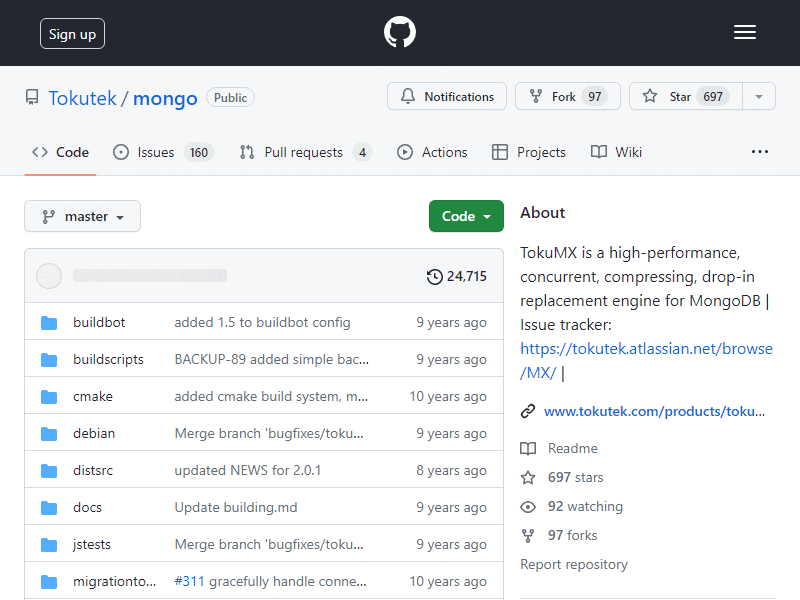 Sign up
Tokutek / mongo Public
Notifications Fork 97 Star 697
Code Issues 160 Pull requests 4 Actions Projects Wiki ...
master Code
24,715
buildbot added 1.5 to buildbot config 9 years ago
buildscripts BACKUP-89 added simple bac... 9 years ago
cmake added cmake build system, m... 10 years ago
debian Merge branch 'bugfixes/toku... 9 years ago
distsrc updated NEWS for 2.0.1 8 years ago
docs Update building.md 9 years ago
jstests Merge branch 'bugfixes/toku... 9 years ago
migrationto... #311 gracefully handle conne... 10 years ago
About
TokuMX is a high-performance,
concurrent, compressing, drop-in
replacement engine for MongoDB |
Issue tracker:
https://tokutek.atlassian.net/browse
/MX/ |
www.tokutek.com/products/toku...
Readme
697 stars
92 watching
97 forks
Report repository